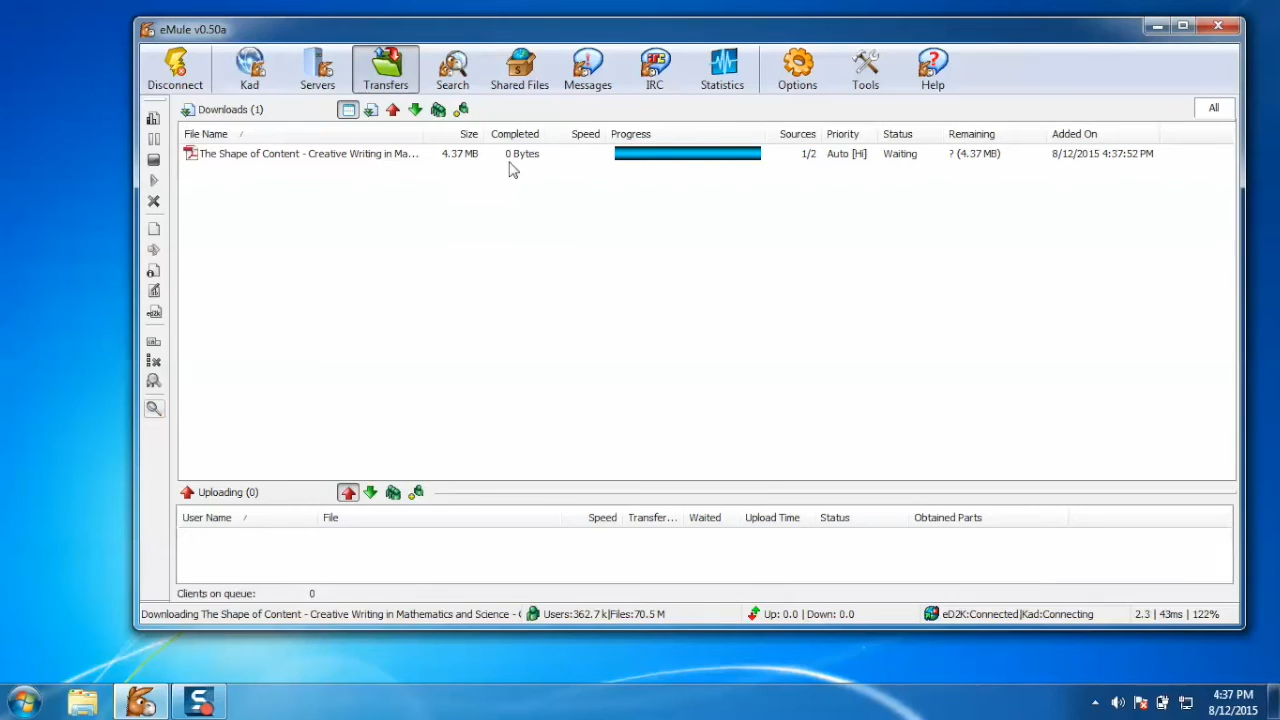 eMule v0.50a
Disconnect Kad Servers Transfers Search Shared Files Messages IRC Statistics Options Tools Help
Downloads (1) All
File Name / Size Completed Speed Progress Sources Priority Status Remaining Added On
The Shape of Content - Creative Writing in Ma... 4.37 MB 0 Bytes 1/2 Auto [Hi] Waiting ? (4.37 MB) 8/12/2015 4:37:52 PM
Uploading (0)
User Name / File Speed Transfer... Waited Upload Time Status Obtained Parts
Clients on queue: 0
Downloading The Shape of Content - Creative Writing in Mathematics and Science - Users:362.7 k|Files:70.5 M Up: 0.0 | Down: 0.0 eD2K:Connected|Kad:Connecting 2.3 | 43ms | 122%
4:37 PM
8/12/2015